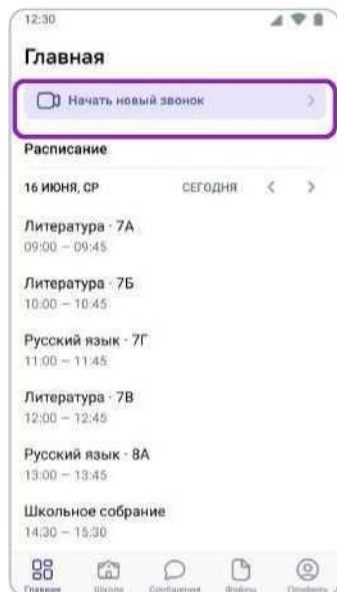 12:30
Главная
Начать новый звонок
Расписание
16 ИЮНЯ, СР СЕГОДНЯ
Литература · 7А
09:00 – 09:45
Литература · 7Б
10:00 – 10:45
Русский язык · 7Г
11:00 – 11:45
Литература · 7В
12:00 – 12:45
Русский язык · 8А
13:00 – 13:45
Школьное собрание
14:30 – 15:30
Главная Школа Сообщения Файлы Профиль